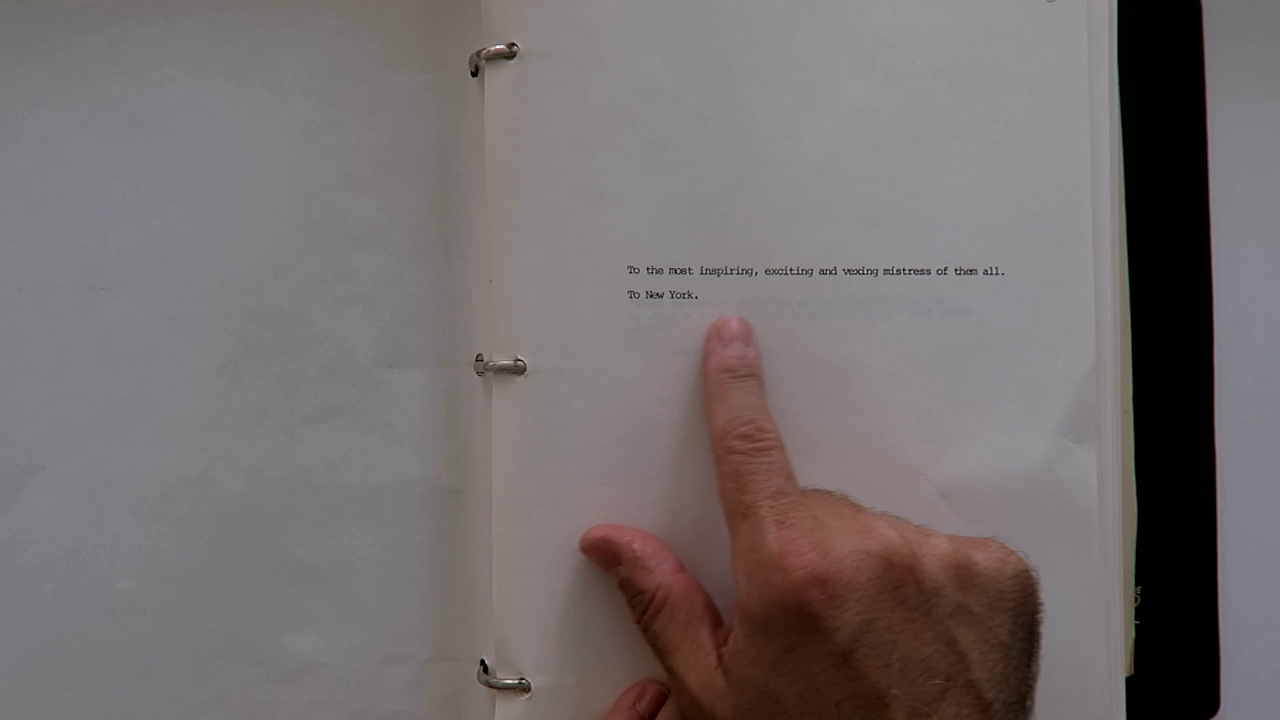 To the most inspiring, exciting and vexing mistress of them all.
To New York.